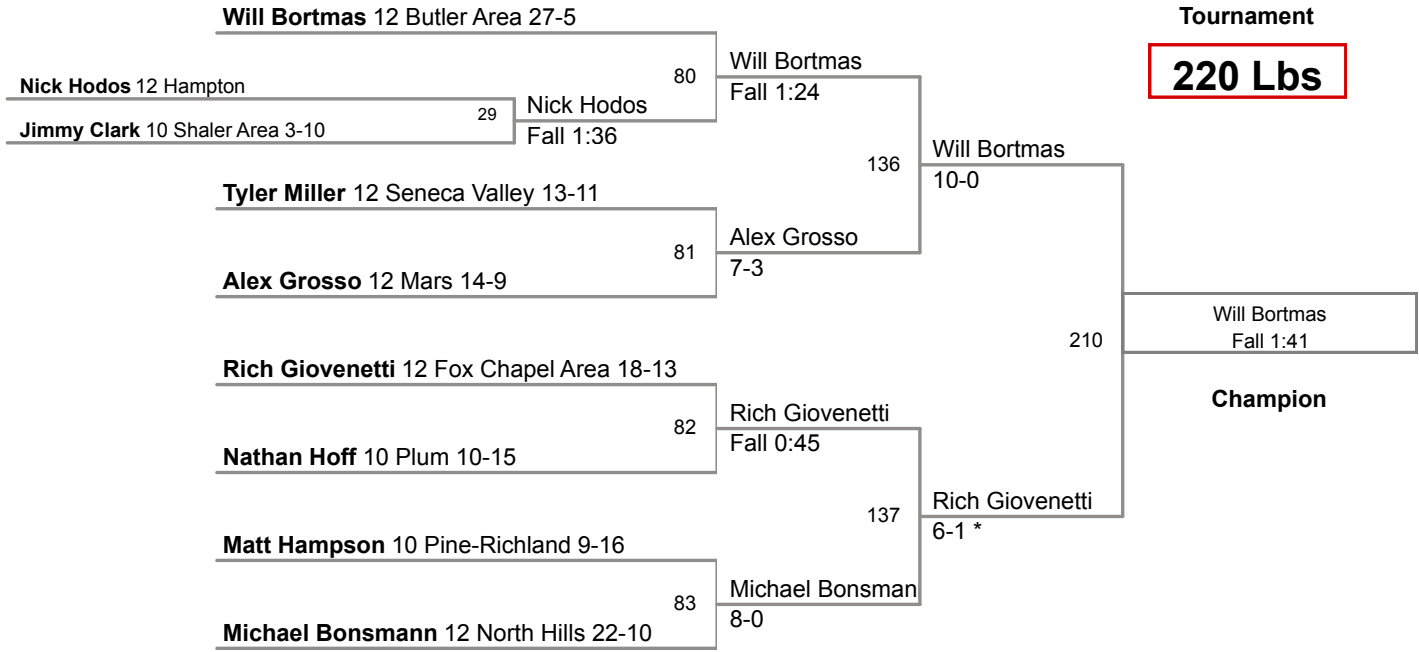 Will Bortmas 12 Butler Area 27-5
Tournament
220 Lbs
Nick Hodos 12 Hampton
29
Jimmy Clark 10 Shaler Area 3-10
Nick Hodos
Fall 1:36
80
Will Bortmas
Fall 1:24
Tyler Miller 12 Seneca Valley 13-11
81
Alex Grosso 12 Mars 14-9
Alex Grosso
7-3
136
Will Bortmas
10-0
Rich Giovenetti 12 Fox Chapel Area 18-13
82
Nathan Hoff 10 Plum 10-15
Rich Giovenetti
Fall 0:45
Matt Hampson 10 Pine-Richland 9-16
83
Michael Bonsmann 12 North Hills 22-10
Michael Bonsman
8-0
137
Rich Giovenetti
6-1 *
210
Will Bortmas
Fall 1:41
Champion